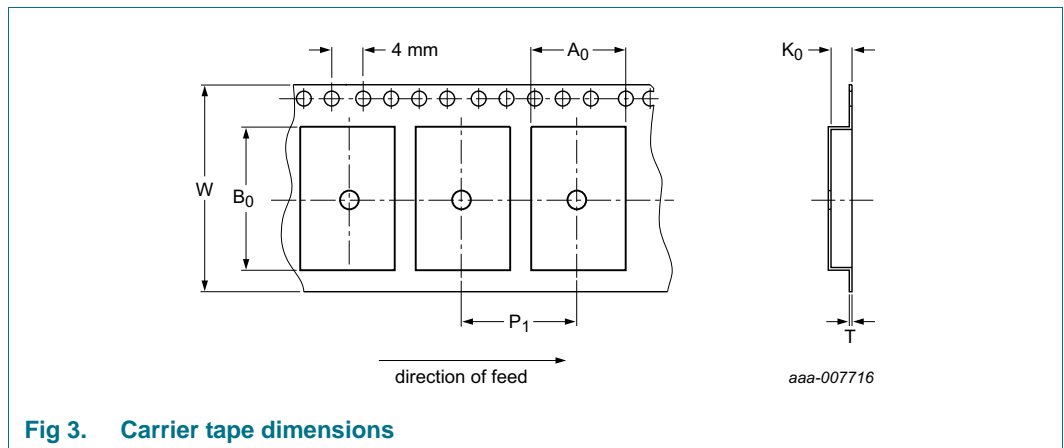 4 mm
A0
K0
W
B0
P1
T
direction of feed
aaa-007716
Fig 3. Carrier tape dimensions